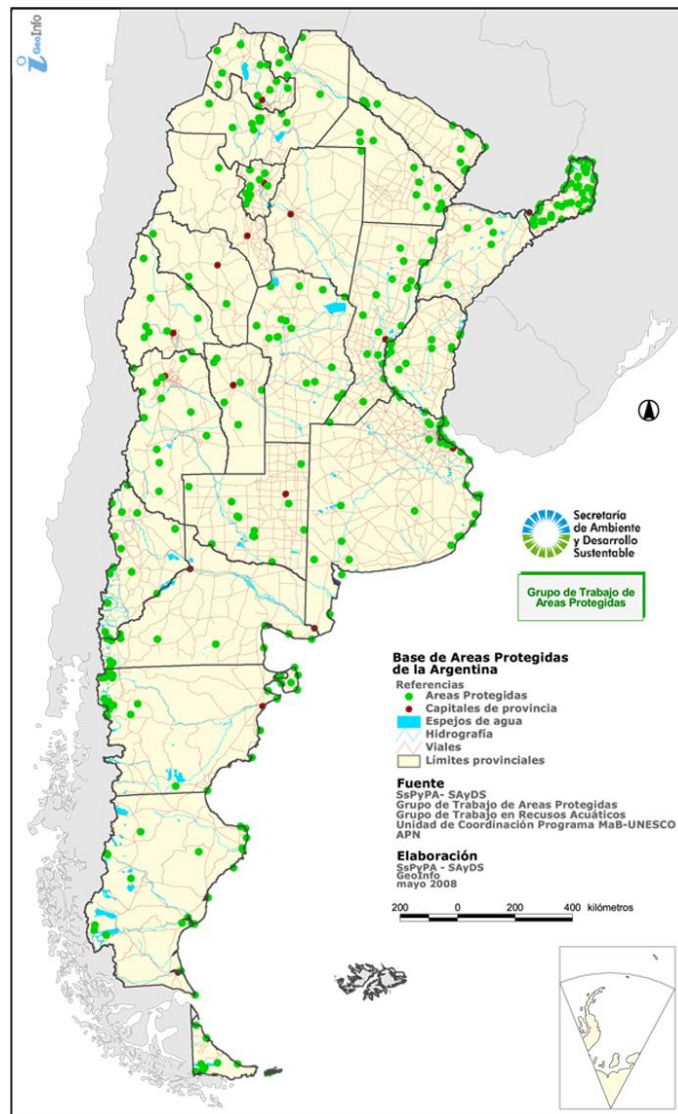 GeoInfo
Secretaría
de Ambiente
y Desarrollo
Sustentable
Grupo de Trabajo de
Areas Protegidas
Base de Areas Protegidas
de la Argentina
Referencias
Areas Protegidas
Capitales de provincia
Espejos de agua
Hidrografía
Viales
Límites provinciales
Fuente
SsPyPA- SAyDS
Grupo de Trabajo de Areas Protegidas
Grupo de Trabajo en Recusos Acuáticos
Unidad de Coordinación Programa MaB-UNESCO
APN
Elaboración
SsPyPA - SAyDS
GeoInfo
mayo 2008
200 0 200 400 kilómetros